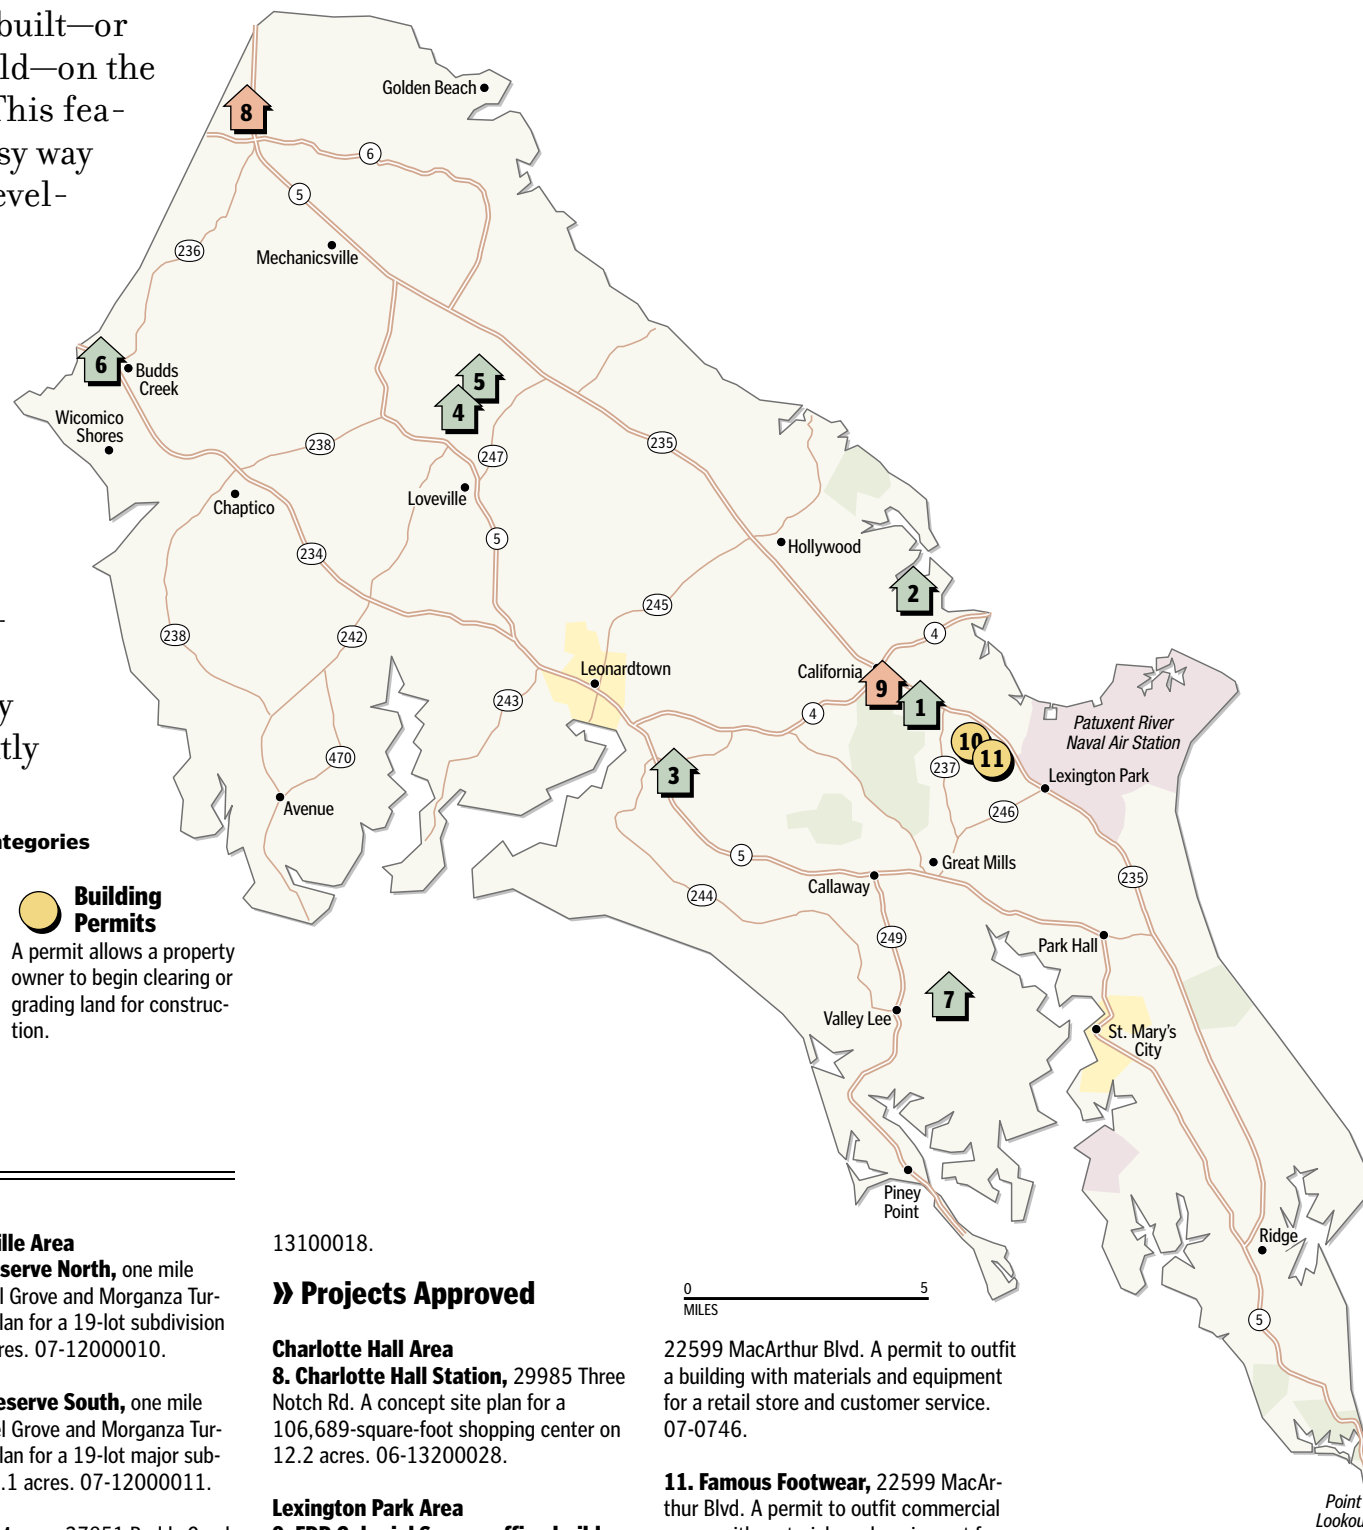 built—or
ld—on the
This fea-
sy way
evel-
y
tly
ategories
Building
Permits
A permit allows a property
owner to begin clearing or
grading land for construc-
tion.
Golden Beach
8
6
5
236
Mechanicsville
6
Budds
Creek
5
4
Wicomico
Shores
238
247
235
Chaptico
Loveville
5
Hollywood
234
2
245
4
238
242
Leonardtown
California
9
1
243
4
Patuxent River
Naval Air Station
10
11
470
3
237
Lexington Park
Avenue
246
5
Great Mills
235
Callaway
244
249
Park Hall
7
Valley Lee
St. Mary's
City
Piney
Point
Ridge
5
Point
Lookou
0 5
MILES
ille Area
serve North, one mile
l Grove and Morganza Tur-
lan for a 19-lot subdivision
res. 07-12000010.
eserve South, one mile
el Grove and Morganza Tur-
lan for a 19-lot major sub-
.1 acres. 07-12000011.
13100018.
» Projects Approved
Charlotte Hall Area
8. Charlotte Hall Station, 29985 Three
Notch Rd. A concept site plan for a
106,689-square-foot shopping center on
12.2 acres. 06-13200028.
Lexington Park Area
22599 MacArthur Blvd. A permit to outfit
a building with materials and equipment
for a retail store and customer service.
07-0746.
11. Famous Footwear, 22599 MacAr-
thur Blvd. A permit to outfit commercial